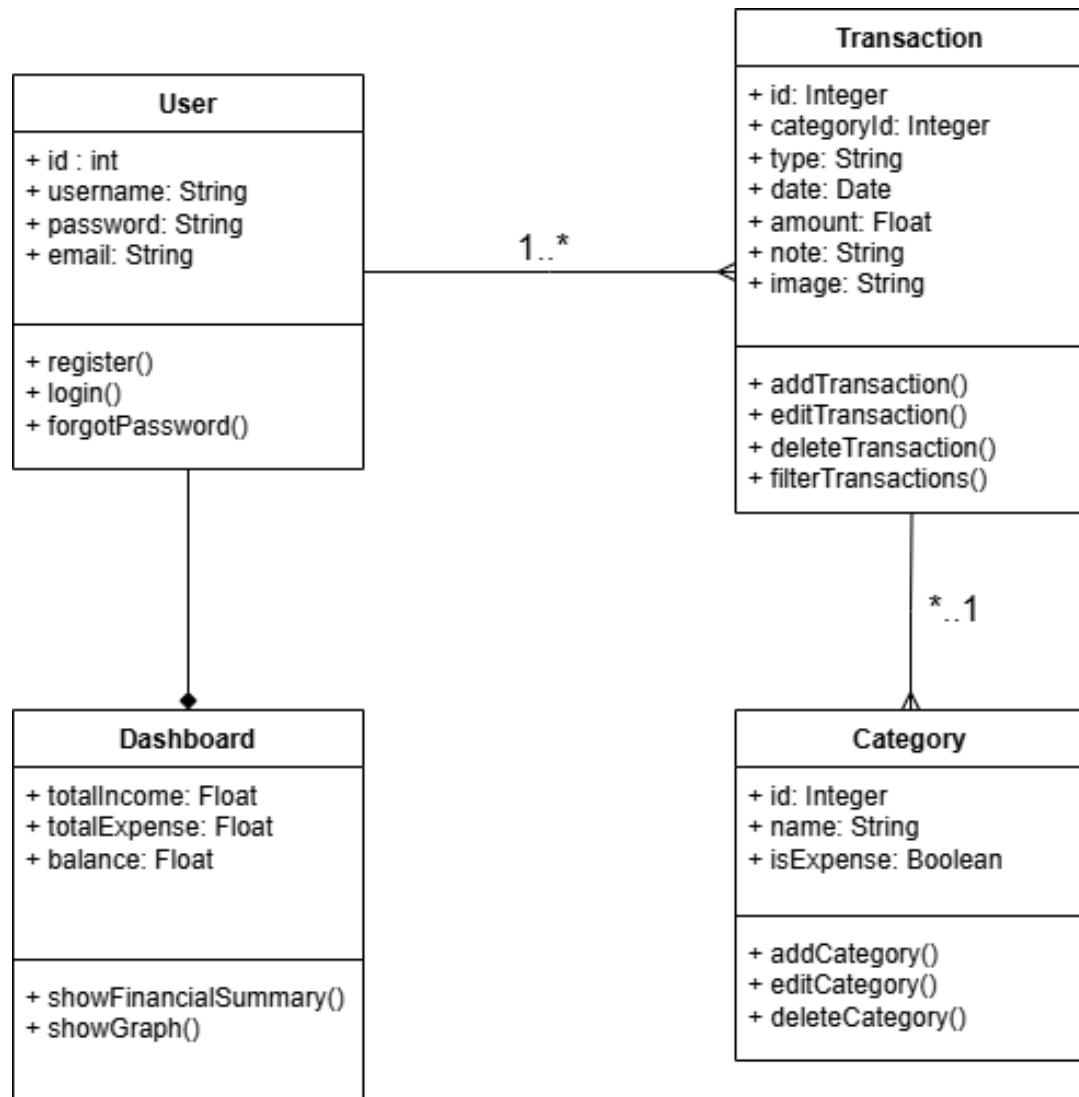 User
+ id : int
+ username: String
+ password: String
+ email: String
+ register()
+ login()
+ forgotPassword()
1..*
Transaction
+ id: Integer
+ categoryId: Integer
+ type: String
+ date: Date
+ amount: Float
+ note: String
+ image: String
+ addTransaction()
+ editTransaction()
+ deleteTransaction()
+ filterTransactions()
*..1
Dashboard
+ totalIncome: Float
+ totalExpense: Float
+ balance: Float
+ showFinancialSummary()
+ showGraph()
Category
+ id: Integer
+ name: String
+ isExpense: Boolean
+ addCategory()
+ editCategory()
+ deleteCategory()